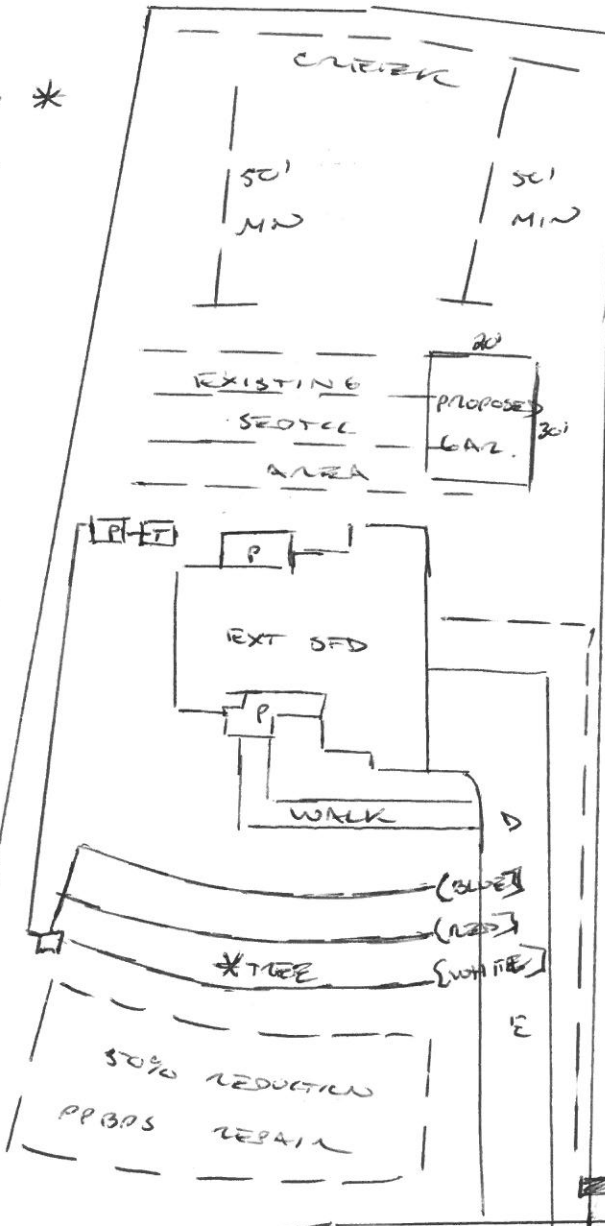 *
CREEK
50'
MIN
50'
MIN
20'
EXISTING
PROPOSED
30'
SEPTIC
GAR.
AREA
P T
P
EXT SFD
P
WALK
D
(BLUE)
(RED)
*TREE
(WHITE)
E
50% REDUCTION
PPBPS REPAIR